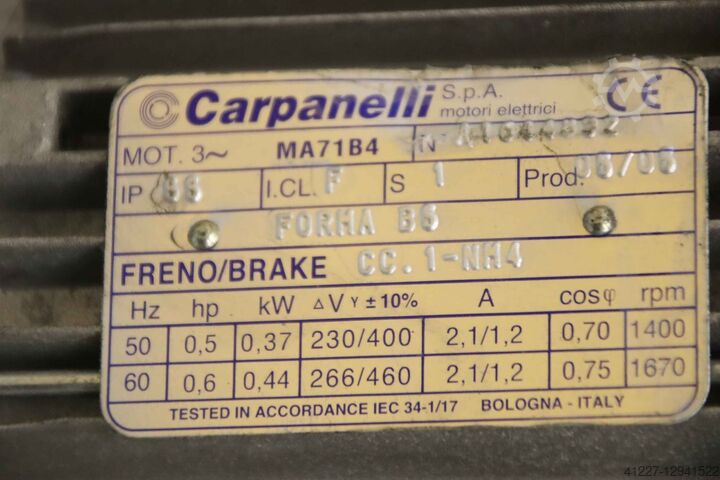 Carpanelli S.p.A. motori elettrici CE
MOT. 3~ MA71B4 N°
IP I.CL. F S 1 Prod. 06/08
FORMA B5
FRENO/BRAKE CC.1-NM4
Hz hp kW ΔV Y ±10% A cosφ rpm
50 0,5 0,37 230/400 2,1/1,2 0,70 1400
60 0,6 0,44 266/460 2,1/1,2 0,75 1670
TESTED IN ACCORDANCE IEC 34-1/17 BOLOGNA - ITALY
41227-12941522